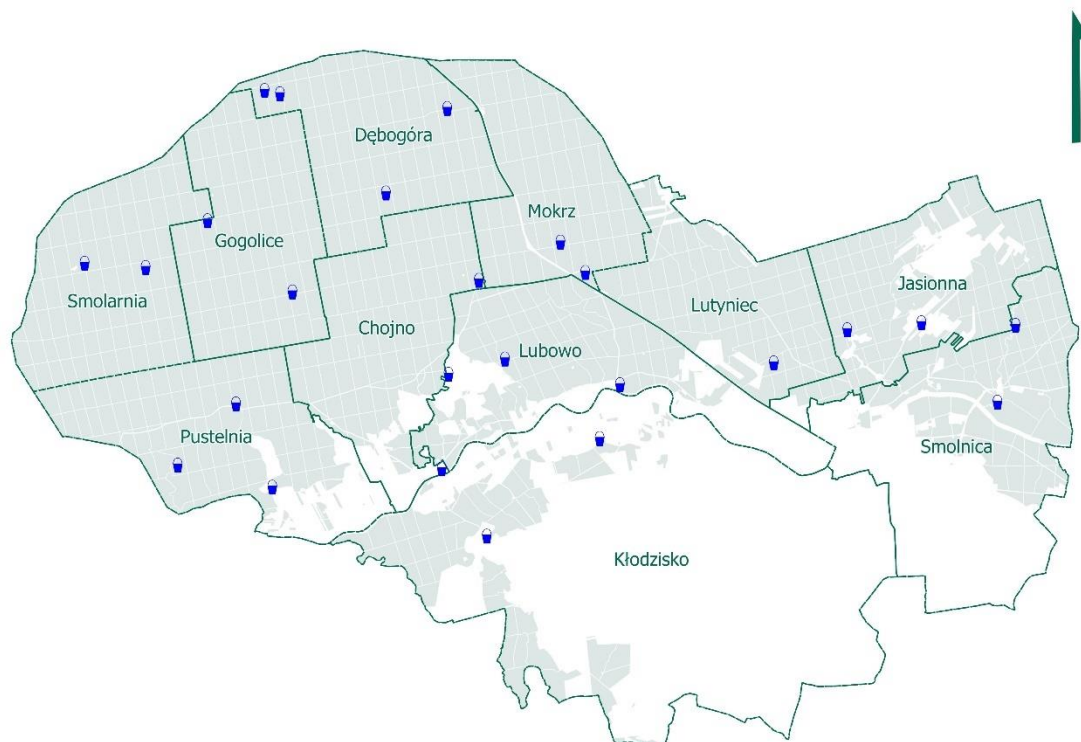 Dębogóra
Mokrz
Gogolice
Jasionna
Smolarnia
Lutyniec
Chojno
Lubowo
Pustelnia
Smolnica
Kłodzisko